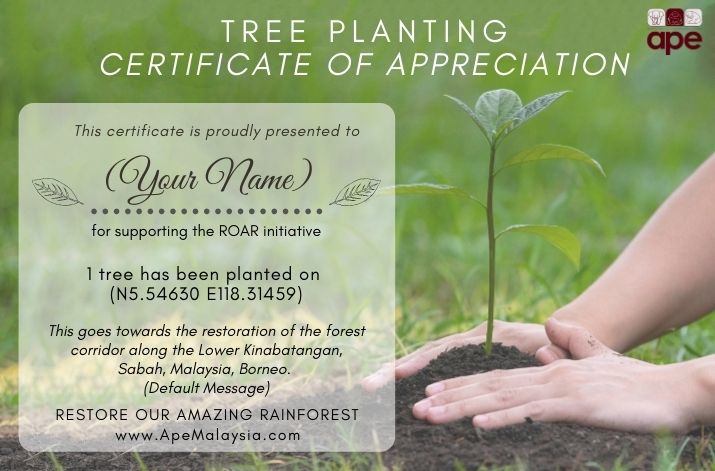 TREE PLANTING
CERTIFICATE OF APPRECIATION
ape
This certificate is proudly presented to
(Your Name)
for supporting the ROAR initiative
1 tree has been planted on
(N5.54630 E118.31459)
This goes towards the restoration of the forest
corridor along the Lower Kinabatangan,
Sabah, Malaysia, Borneo.
(Default Message)
RESTORE OUR AMAZING RAINFOREST
www.ApeMalaysia.com